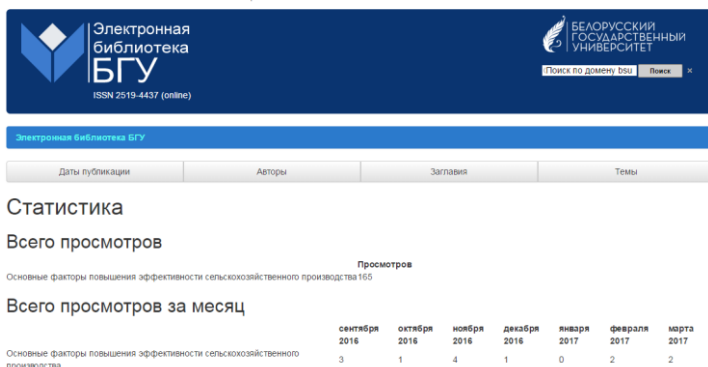 Электронная
библиотека
БГУ
ISSN 2519-4437 (online)
БЕЛОРУССКИЙ
ГОСУДАРСТВЕННЫЙ
УНИВЕРСИТЕТ
Поиск по домену bsu Поиск ×
Электронная библиотека БГУ
Даты публикации Авторы Заглавия Темы
Статистика
Всего просмотров
Просмотров
Основные факторы повышения эффективности сельскохозяйственного производства 165
Всего просмотров за месяц
сентября октября ноября декабря января февраля марта
2016 2016 2016 2016 2017 2017 2017
Основные факторы повышения эффективности сельскохозяйственного 3 1 4 1 0 2 2
производства